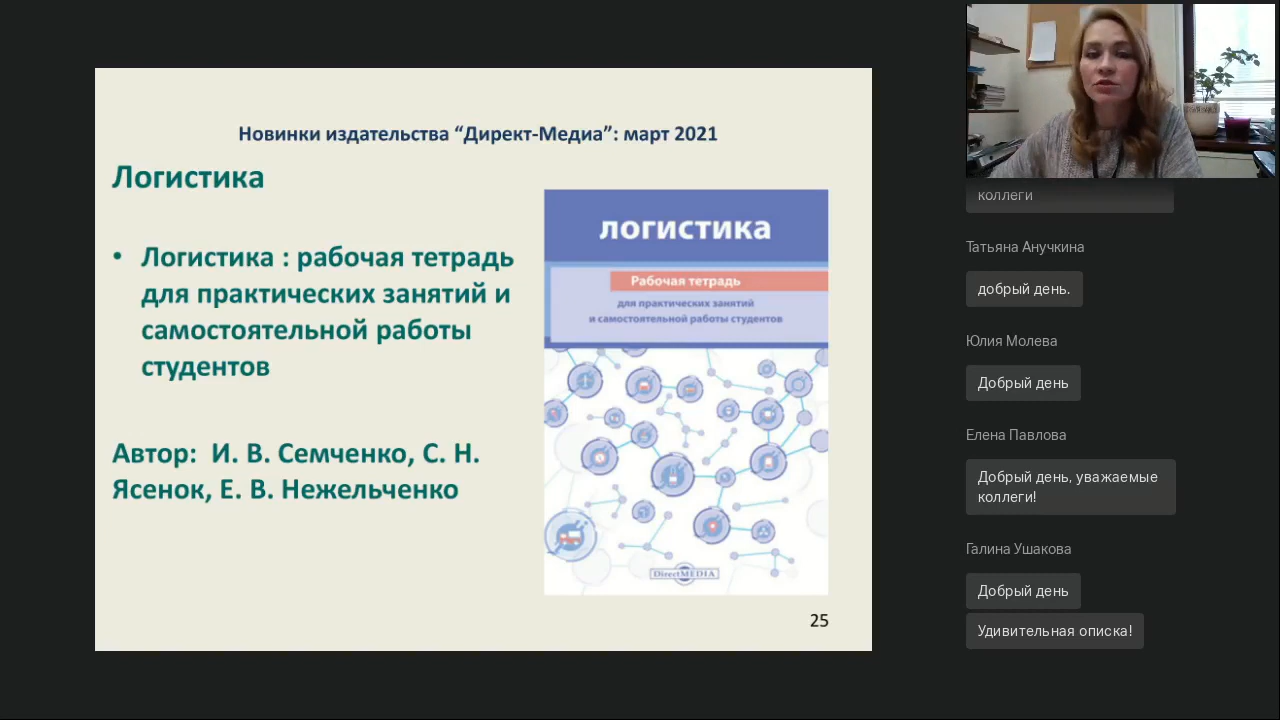 Новинки издательства “Директ-Медиа”: март 2021
Логистика
• Логистика : рабочая тетрадь
для практических занятий и
самостоятельной работы
студентов
Автор: И. В. Семченко, С. Н.
Ясенок, Е. В. Нежельченко
логистика
Рабочая тетрадь
для практических занятий
и самостоятельной работы студентов
DirectMEDIA
25
коллеги
Татьяна Анучкина
добрый день.
Юлия Молева
Добрый день
Елена Павлова
Добрый день, уважаемые
коллеги!
Галина Ушакова
Добрый день
Удивительная описка!